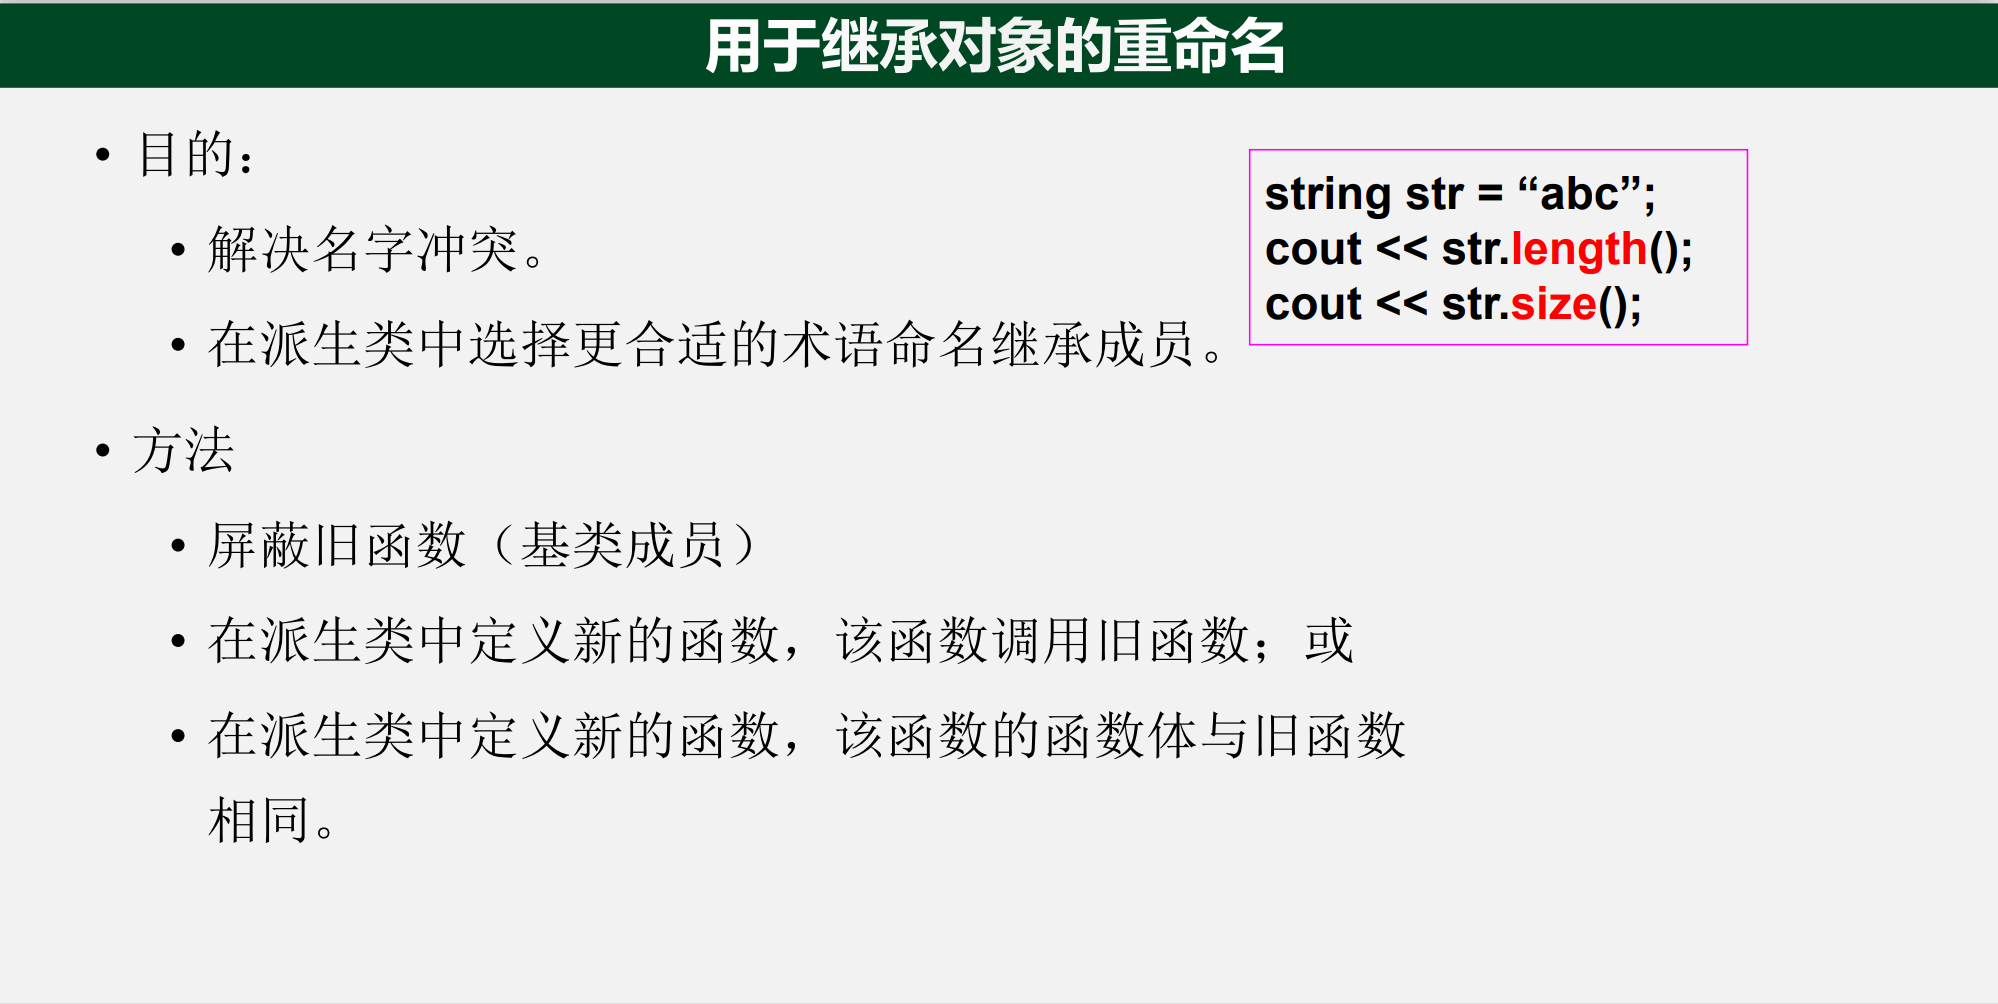 用于继承对象的重命名
• 目的：
• 解决名字冲突。
• 在派生类中选择更合适的术语命名继承成员。
string str = “abc”;
cout << str.length();
cout << str.size();
• 方法
• 屏蔽旧函数（基类成员）
• 在派生类中定义新的函数，该函数调用旧函数；或
• 在派生类中定义新的函数，该函数的函数体与旧函数
相同。